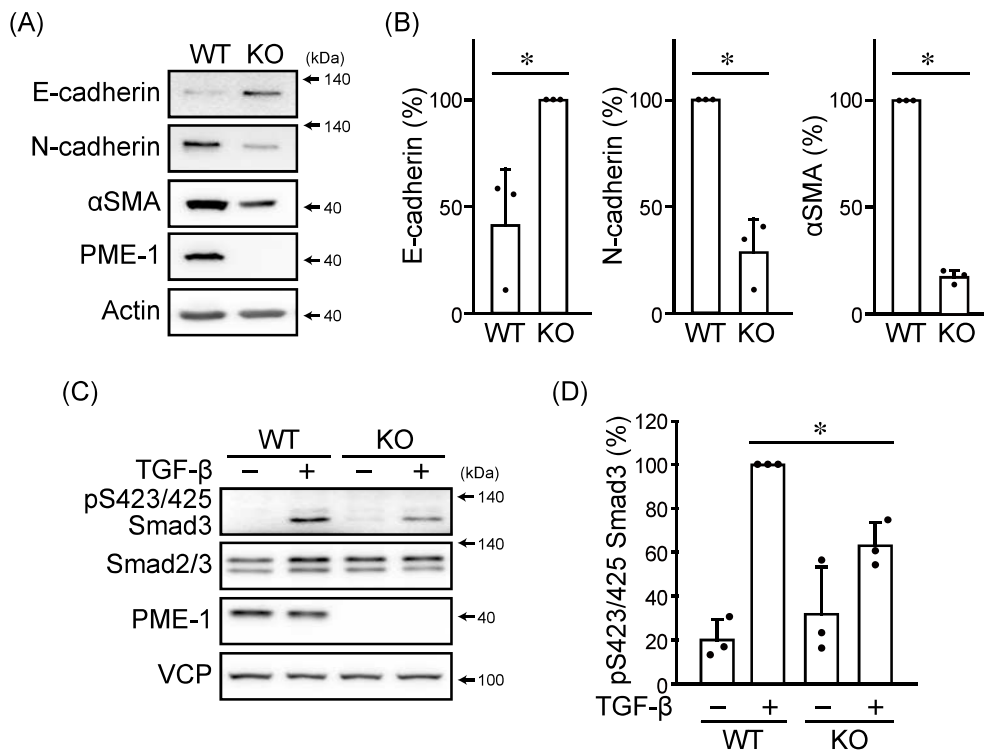 (A)
WT KO (kDa)
E-cadherin 140
N-cadherin 140
αSMA 40
PME-1 40
Actin 40
(B)
E-cadherin (%)
100
50
0
*
WT KO
N-cadherin (%)
100
50
0
*
WT KO
αSMA (%)
100
50
0
*
WT KO
(C)
WT KO
TGF-β − + − + (kDa)
pS423/425
Smad3
140
Smad2/3 140
PME-1 40
VCP 100
(D)
pS423/425 Smad3 (%)
120
100
80
60
40
20
0
*
TGF-β − + − +
WT KO